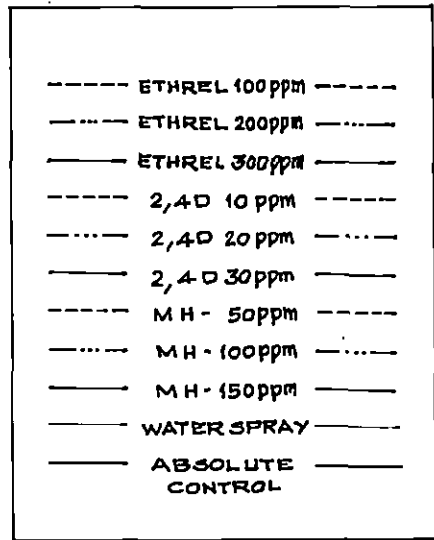 ETHREL 100ppm
ETHREL 200ppm
ETHREL 300ppm
2,4D 10 ppm
2,4D 20 ppm
2,4D 30ppm
MH- 50ppm
MH-100ppm
MH-150ppm
WATER SPRAY
ABSOLUTE
CONTROL